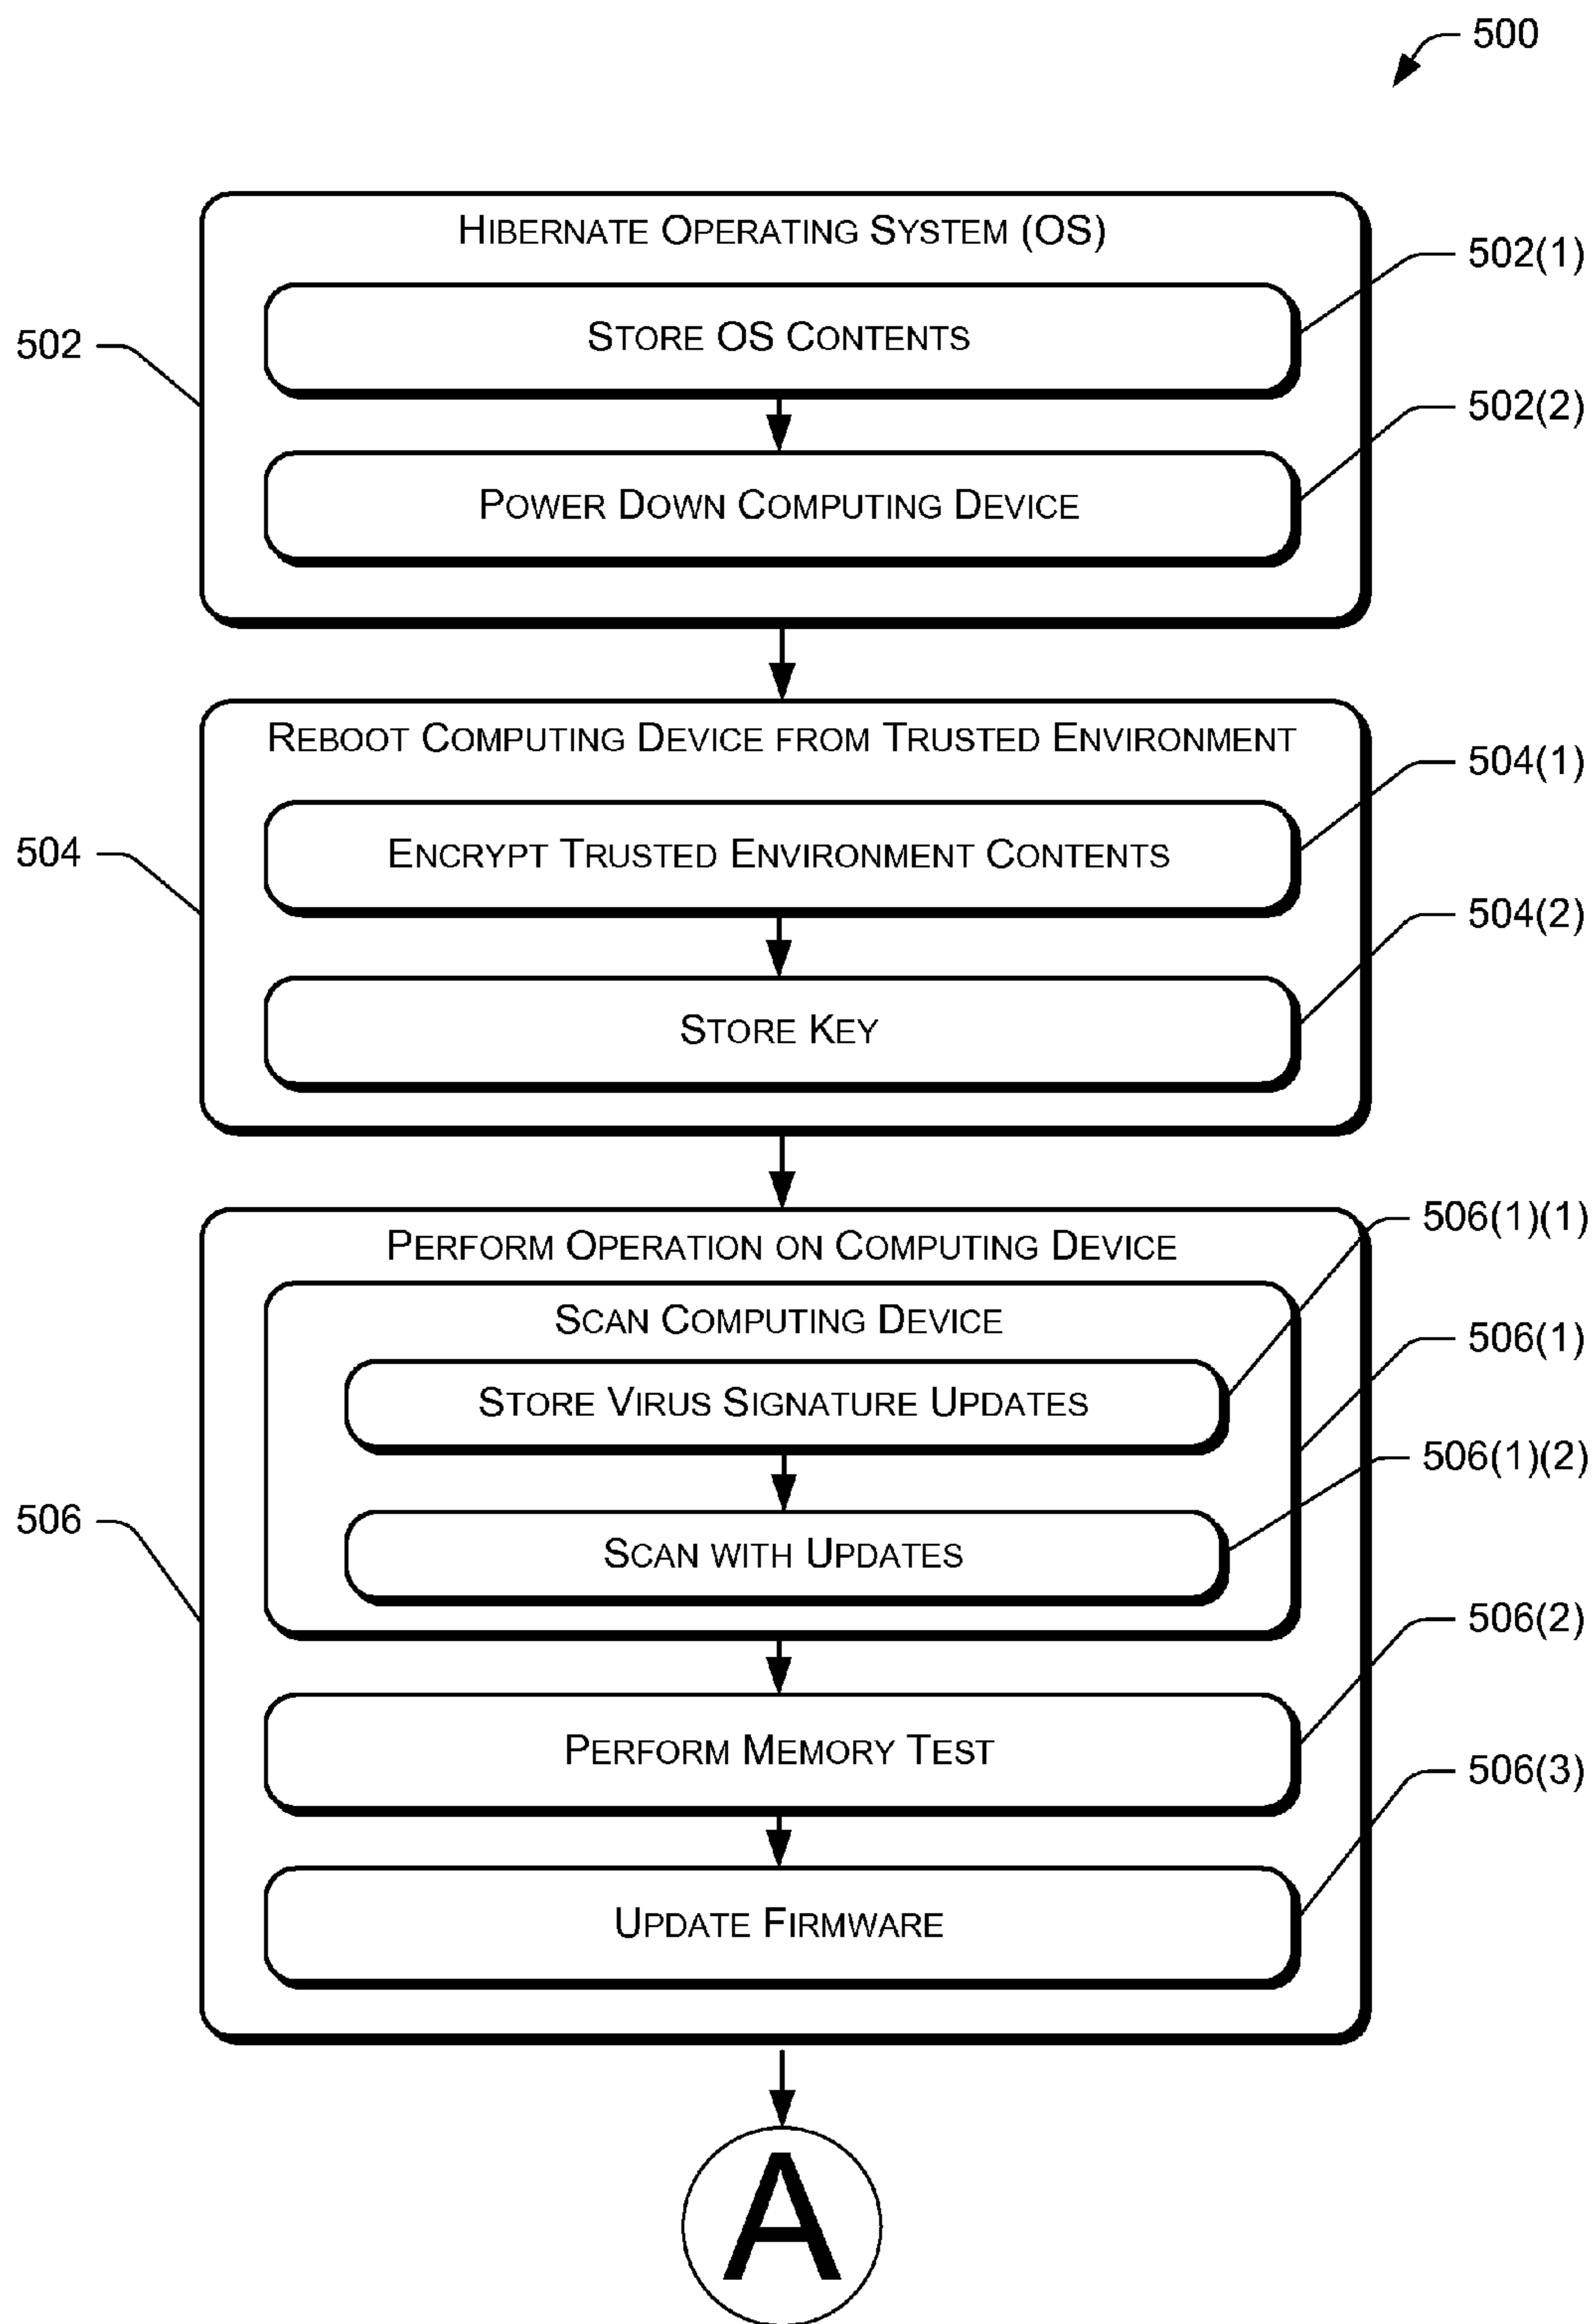 500
HIBERNATE OPERATING SYSTEM (OS)
502(1)
STORE OS CONTENTS
502
502(2)
POWER DOWN COMPUTING DEVICE
REBOOT COMPUTING DEVICE FROM TRUSTED ENVIRONMENT
504(1)
ENCRYPT TRUSTED ENVIRONMENT CONTENTS
504
504(2)
STORE KEY
506(1)(1)
PERFORM OPERATION ON COMPUTING DEVICE
SCAN COMPUTING DEVICE
506(1)
STORE VIRUS SIGNATURE UPDATES
506(1)(2)
506
SCAN WITH UPDATES
506(2)
PERFORM MEMORY TEST
506(3)
UPDATE FIRMWARE
A